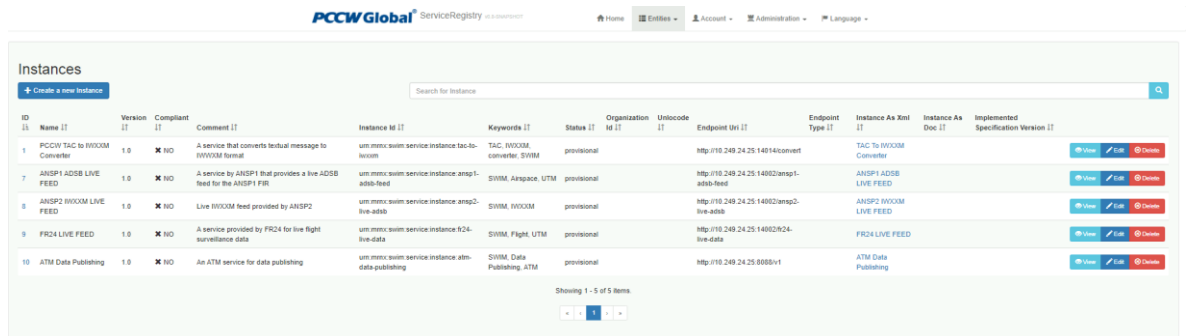 PCCW Global® ServiceRegistry
Home Entities Account Administration Language
Instances
+ Create a new Instance Search for Instance
ID Name Version Compliant Comment Instance Id Keywords Status Organization Id Unlocode Endpoint Uri Endpoint Type Instance As Xml Instance As Doc Implemented Specification Version
1 PCCW TAC to IWXXM Converter 1.0 ✖ NO A service that converts textual message to IWWXM format urn:mmx:swim:service:instance:tac-to-iwxxm TAC, IWXXM, converter, SWIM provisional http://10.249.24.25:14014/convert TAC To IWXXM Converter View Edit Delete
7 ANSP1 ADSB LIVE FEED 1.0 ✖ NO A service by ANSP1 that provides a live ADSB feed for the ANSP1 FIR urn:mmx:swim:service:instance:ansp1-adsb-feed SWIM, Airspace, UTM provisional http://10.249.24.25:14002/ansp1-adsb-feed ANSP1 ADSB LIVE FEED View Edit Delete
8 ANSP2 IWXXM LIVE FEED 1.0 ✖ NO Live IWXXM feed provided by ANSP2 urn:mmx:swim:service:instance:ansp2-live-adsb SWIM, IWXXM provisional http://10.249.24.25:14002/ansp2-live-adsb ANSP2 IWXXM LIVE FEED View Edit Delete
9 FR24 LIVE FEED 1.0 ✖ NO A service provided by FR24 for live flight surveillance data urn:mmx:swim:service:instance:fr24-live-data SWIM, Flight, UTM provisional http://10.249.24.25:14002/fr24-live-data FR24 LIVE FEED View Edit Delete
10 ATM Data Publishing 1.0 ✖ NO An ATM service for data publishing urn:mmx:swim:service:instance:atm-data-publishing SWIM, Data Publishing, ATM provisional http://10.249.24.25:8088/v1 ATM Data Publishing View Edit Delete
Showing 1 - 5 of 5 items.
« ‹ 1 › »